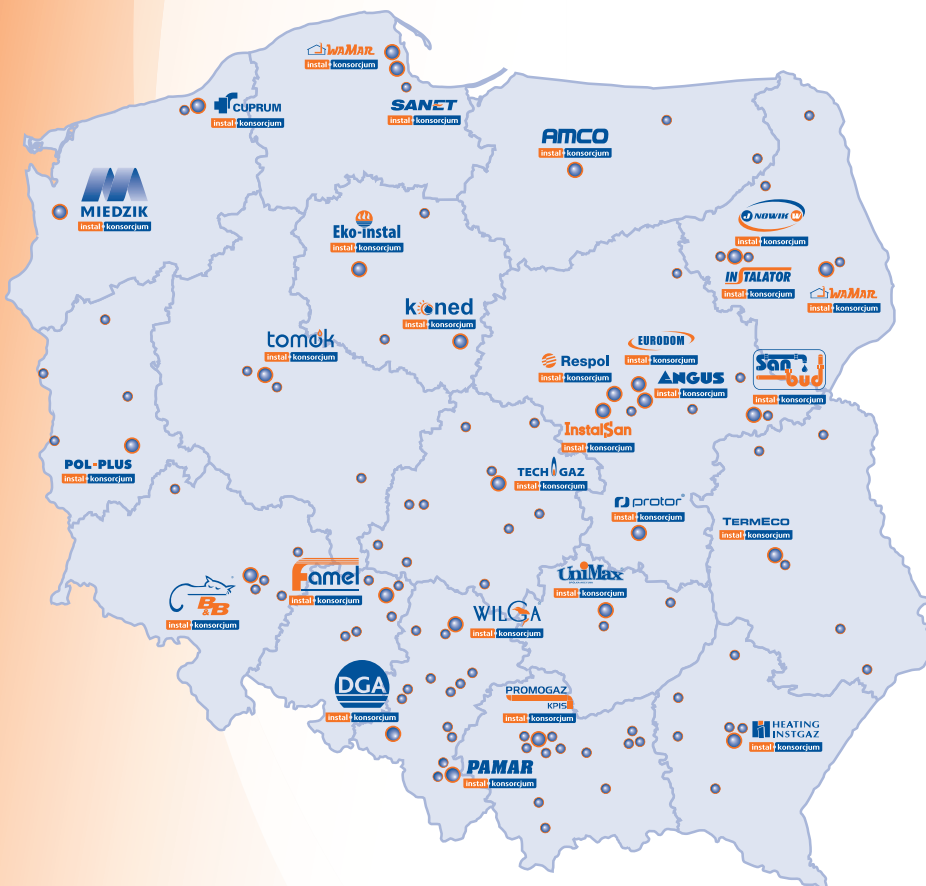 WAMAR
instal konsorcjum
CUPRUM
instal konsorcjum
SANET
instal konsorcjum
AMCO
instal konsorcjum
MIEDZIK
instal konsorcjum
Eko-instal
instal konsorcjum
J NOWIK W
instal konsorcjum
INSTALATOR
instal konsorcjum
WAMAR
instal konsorcjum
koned
instal konsorcjum
tomek
instal konsorcjum
EURODOM
instal konsorcjum
Respol
instal konsorcjum
ANGUS
instal konsorcjum
San bud
instal konsorcjum
InstalSan
instal konsorcjum
POL-PLUS
instal konsorcjum
TECH GAZ
instal konsorcjum
protor
instal konsorcjum
TERMECO
instal konsorcjum
Famel
instal konsorcjum
UniMax
instal konsorcjum
B&B
instal konsorcjum
WILGA
instal konsorcjum
DGA
instal konsorcjum
PROMOGAZ
KPIS
instal konsorcjum
HEATING
INSTGAZ
instal konsorcjum
PAMAR
instal konsorcjum